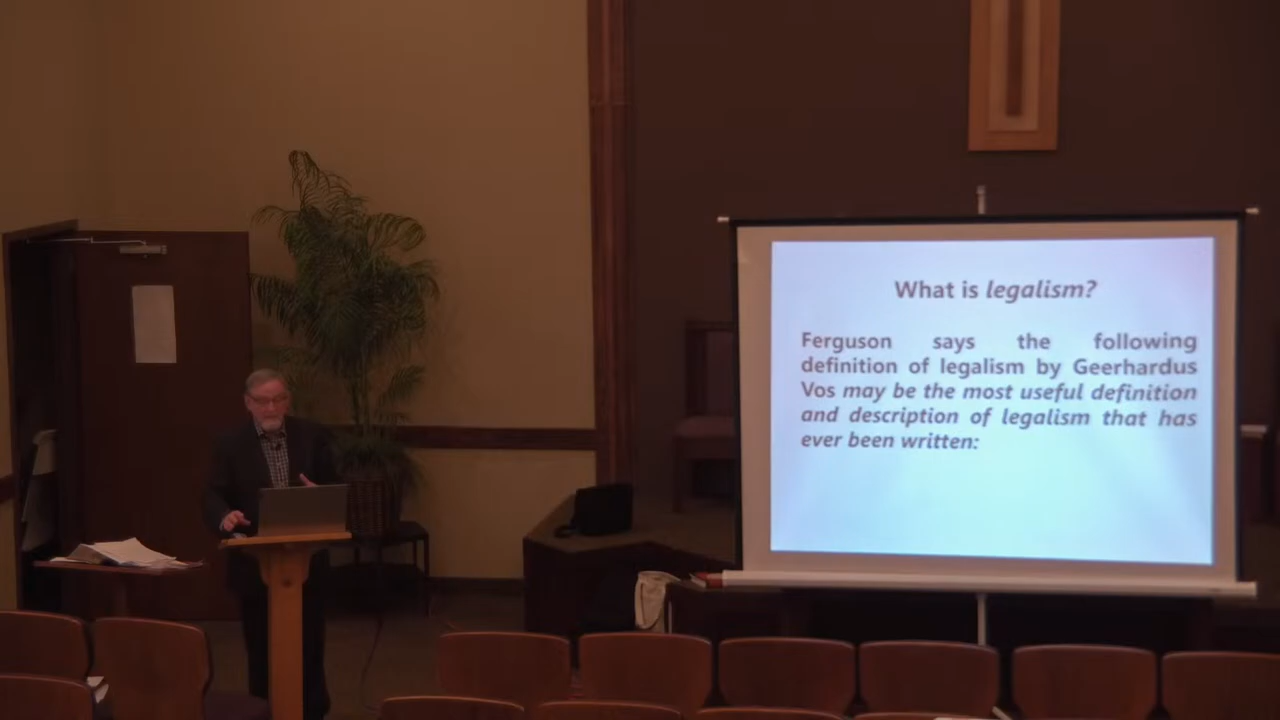 What is legalism?
Ferguson says the following
definition of legalism by Geerhardus
Vos may be the most useful definition
and description of legalism that has
ever been written: